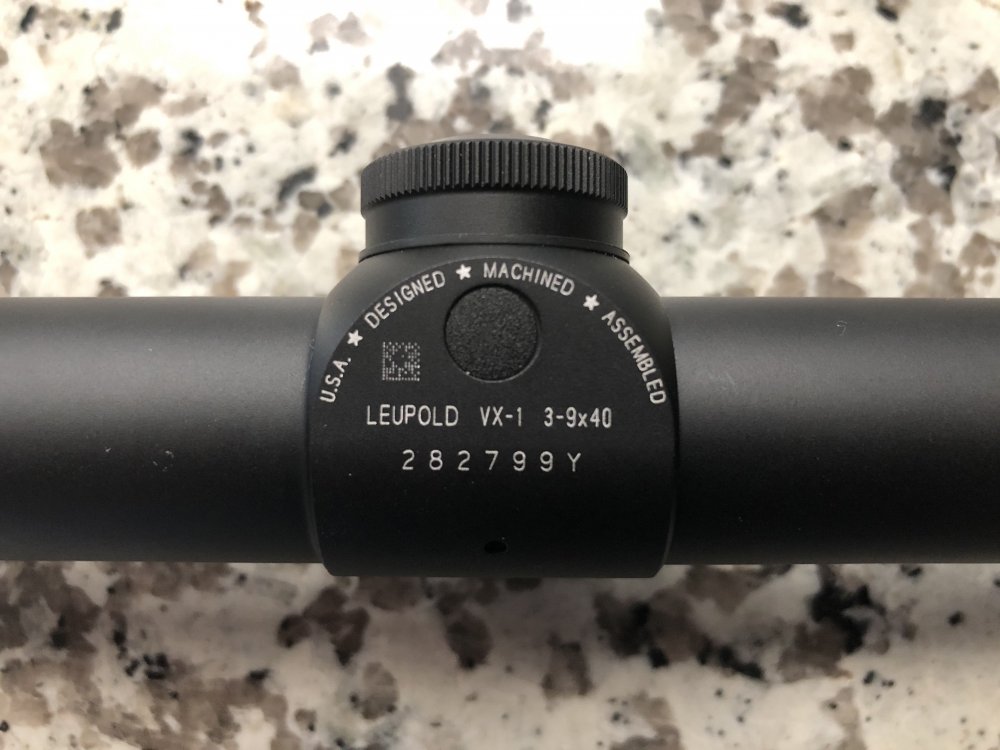 U.S.A. ★ DESIGNED ★ MACHINED ★ ASSEMBLED
LEUPOLD VX-1 3-9x40
282799Y